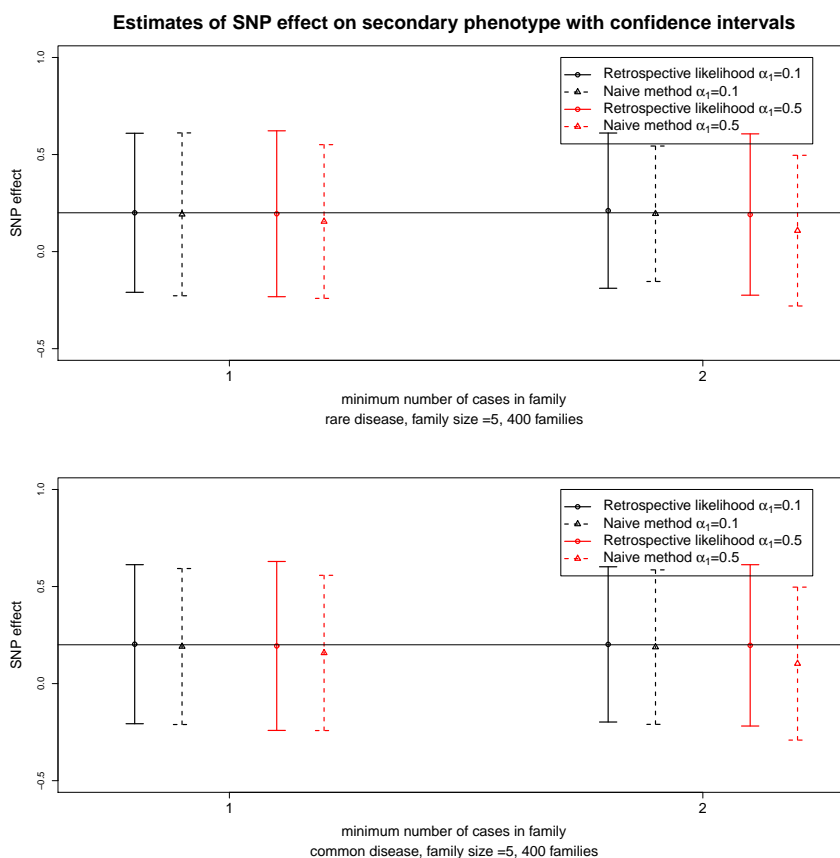 Estimates of SNP effect on secondary phenotype with confidence intervals
1.0
0.5
0.0
−0.5
SNP effect
Retrospective likelihood α1=0.1
Naive method α1=0.1
Retrospective likelihood α1=0.5
Naive method α1=0.5
1
2
minimum number of cases in family
rare disease, family size =5, 400 families
1.0
0.5
0.0
−0.5
SNP effect
Retrospective likelihood α1=0.1
Naive method α1=0.1
Retrospective likelihood α1=0.5
Naive method α1=0.5
1
2
minimum number of cases in family
common disease, family size =5, 400 families